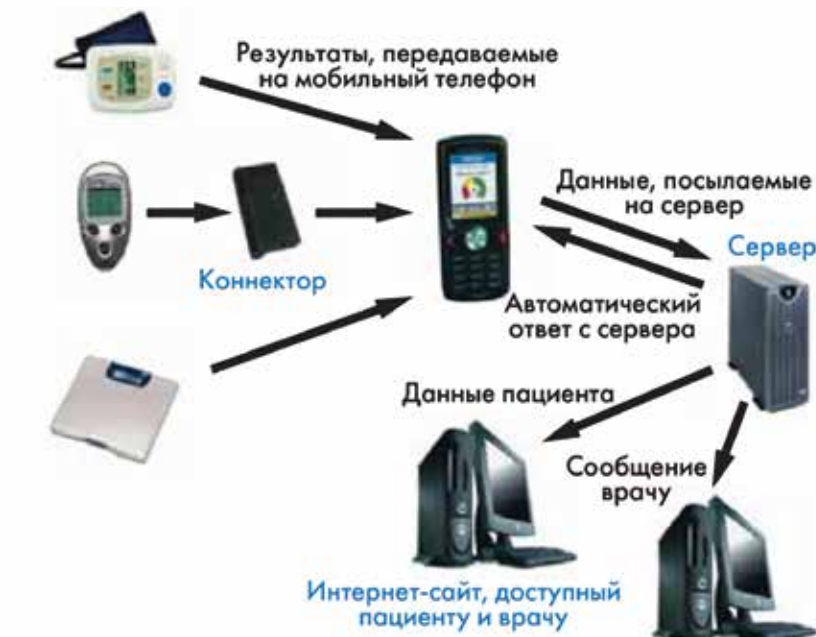 Результаты, передаваемые
на мобильный телефон
Данные, посылаемые
на сервер
Сервер
Коннектор
Автоматический
ответ с сервера
Данные пациента
Сообщение
врачу
Интернет-сайт, доступный
пациенту и врачу